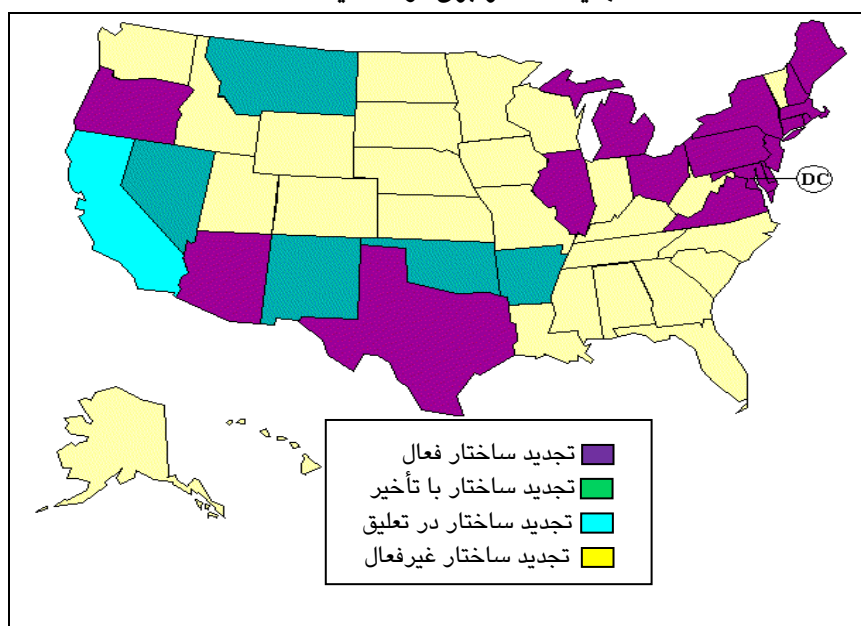 DC
تجدید ساختار فعال
تجدید ساختار با تأخیر
تجدید ساختار در تعلیق
تجدید ساختار غیرفعال